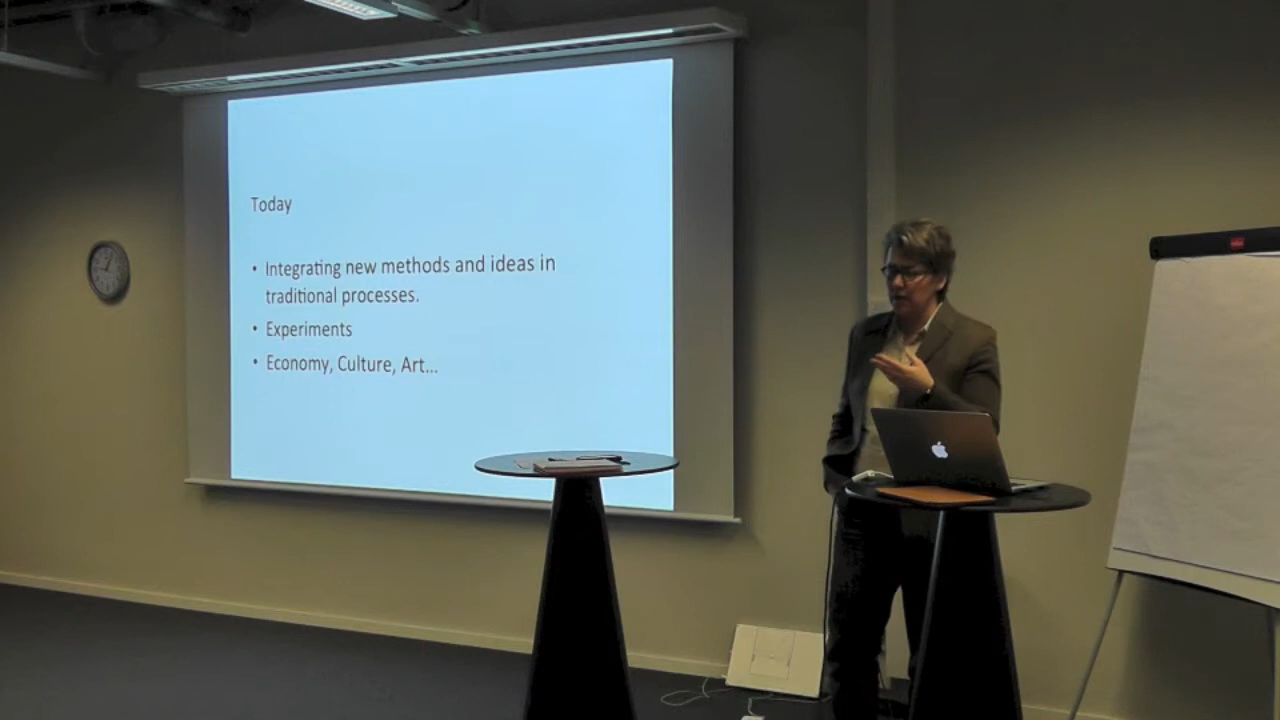 Today
• Integrating new methods and ideas in
traditional processes.
• Experiments
• Economy, Culture, Art...